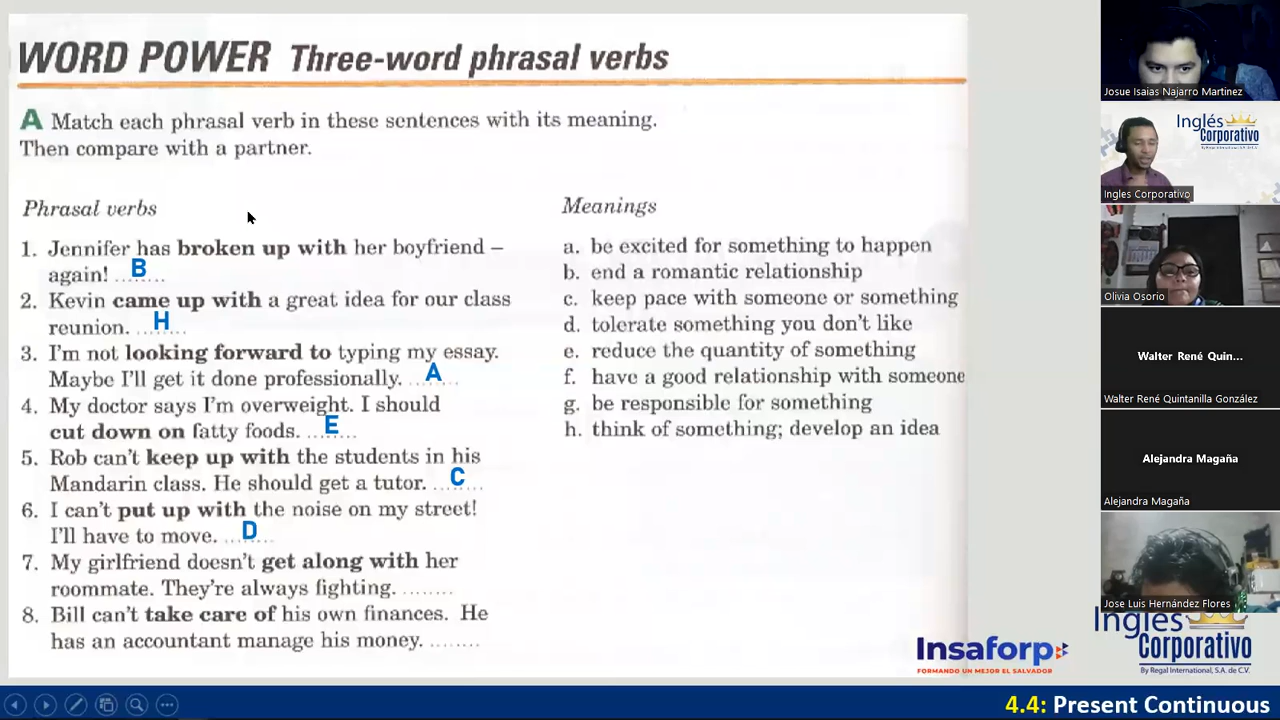 WORD POWER Three-word phrasal verbs
A Match each phrasal verb in these sentences with its meaning.
Then compare with a partner.
Phrasal verbs
1. Jennifer has broken up with her boyfriend –
again! ........ B
2. Kevin came up with a great idea for our class
reunion. ........ H
3. I'm not looking forward to typing my essay.
Maybe I'll get it done professionally. ........ A
4. My doctor says I'm overweight. I should
cut down on fatty foods. ........ E
5. Rob can't keep up with the students in his
Mandarin class. He should get a tutor. ........ C
6. I can't put up with the noise on my street!
I'll have to move. ........ D
7. My girlfriend doesn't get along with her
roommate. They're always fighting. ........
8. Bill can't take care of his own finances. He
has an accountant manage his money. ........
Meanings
a. be excited for something to happen
b. end a romantic relationship
c. keep pace with someone or something
d. tolerate something you don't like
e. reduce the quantity of something
f. have a good relationship with someone
g. be responsible for something
h. think of something; develop an idea
Insaforp
FORMANDO UN MEJOR EL SALVADOR
Inglés
Corporativo
By Regal International, S.A. de C.V.
4.4: Present Continuous
Josue Isaias Najarro Martinez
Inglés
Corporativo
Ingles Corporativo
Olivia Osorio
Walter René Quin...
Walter René Quintanilla González
Alejandra Magaña
Alejandra Magaña
Jose Luis Hernández Flores